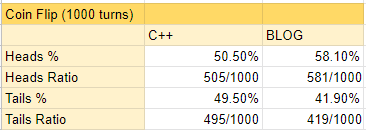 Coin Flip (1000 turns)
C++ BLOG
Heads % 50.50% 58.10%
Heads Ratio 505/1000 581/1000
Tails % 49.50% 41.90%
Tails Ratio 495/1000 419/1000